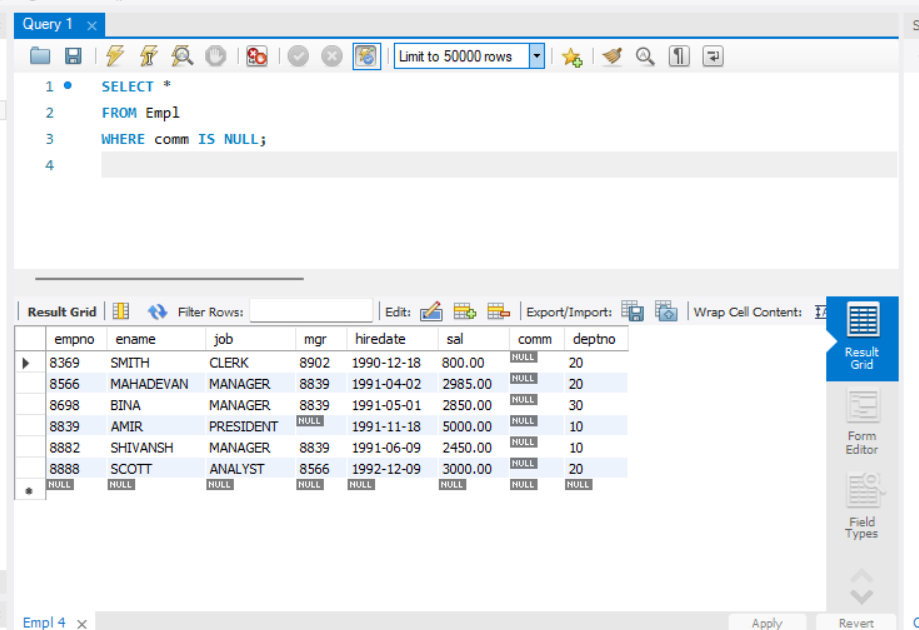 Query 1
Limit to 50000 rows
1 SELECT *
2 FROM Empl
3 WHERE comm IS NULL;
4
Result Grid Filter Rows: Edit: Export/Import: Wrap Cell Content:
empno ename job mgr hiredate sal comm deptno
8369 SMITH CLERK 8902 1990-12-18 800.00 NULL 20
8566 MAHADEVAN MANAGER 8839 1991-04-02 2985.00 NULL 20
8698 BINA MANAGER 8839 1991-05-01 2850.00 NULL 30
8839 AMIR PRESIDENT NULL 1991-11-18 5000.00 NULL 10
8882 SHIVANSH MANAGER 8839 1991-06-09 2450.00 NULL 10
8888 SCOTT ANALYST 8566 1992-12-09 3000.00 NULL 20
NULL NULL NULL NULL NULL NULL NULL NULL
Result
Grid
Form
Editor
Field
Types
Empl 4
Apply Revert